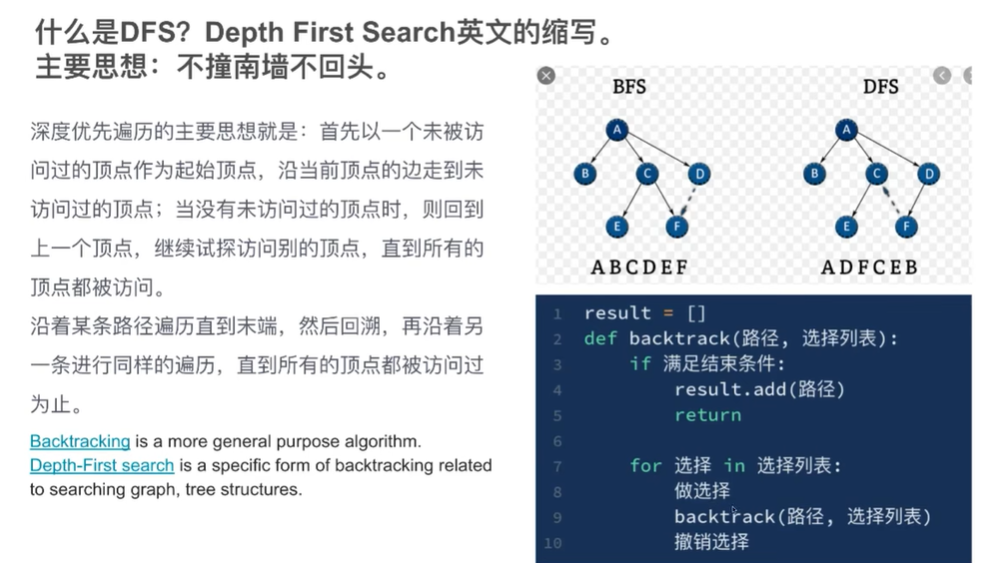 什么是DFS？Depth First Search英文的缩写。
主要思想：不撞南墙不回头。
深度优先遍历的主要思想就是：首先以一个未被访
问过的顶点作为起始顶点，沿当前顶点的边走到未
访问过的顶点；当没有未访问过的顶点时，则回到
上一个顶点，继续试探访问别的顶点，直到所有的
顶点都被访问。
沿着某条路径遍历直到末端，然后回溯，再沿着另
一条进行同样的遍历，直到所有的顶点都被访问过
为止。
Backtracking is a more general purpose algorithm.
Depth-First search is a specific form of backtracking related
to searching graph, tree structures.
BFS
A
B C D
E F
A B C D E F
DFS
A
B C D
E F
A D F C E B
1 result = []
2 def backtrack(路径, 选择列表):
3 if 满足结束条件:
4 result.add(路径)
5 return
6
7 for 选择 in 选择列表:
8 做选择
9 backtrack(路径, 选择列表)
10 撤销选择